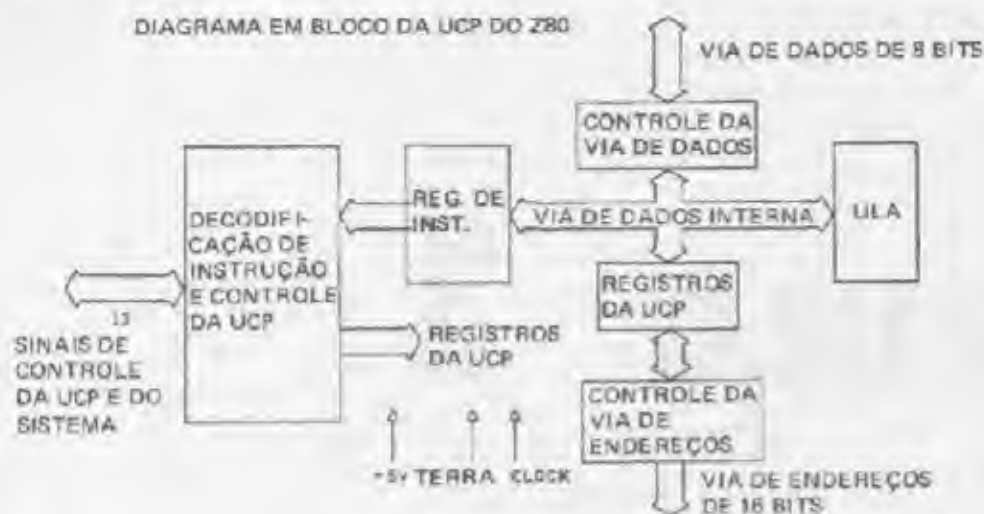 DIAGRAMA EM BLOCO DA UCP DO Z80
VIA DE DADOS DE 8 BITS
CONTROLE DA
VIA DE DADOS
DECODIFI-
CAÇÃO DE
INSTRUÇÃO
E CONTROLE
DA UCP
REG. DE
INST.
VIA DE DADOS INTERNA
ULA
REGISTROS
DA UCP
13
SINAIS DE
CONTROLE
DA UCP E DO
SISTEMA
REGISTROS
DA UCP
CONTROLE DA
VIA DE
ENDEREÇOS
+5v TERRA CLOCK
VIA DE ENDEREÇOS
DE 16 BITS